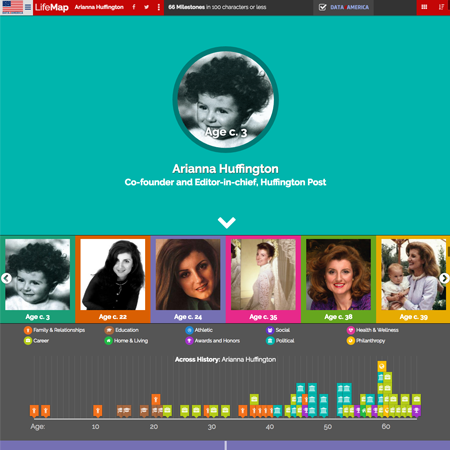 LifeMap Arianna Huffington 66 Milestones in 100 characters or less DATA AMERICA
Age c. 3
Arianna Huffington
Co-founder and Editor-in-chief, Huffington Post
Age c. 3 Age c. 22 Age c. 24 Age c. 35 Age c. 38 Age c. 39
Family & Relationships Education Athletic Social Health & Wellness
Career Home & Living Awards and Honors Political Philanthropy
Across History: Arianna Huffington
Age: 10 20 30 40 50 60